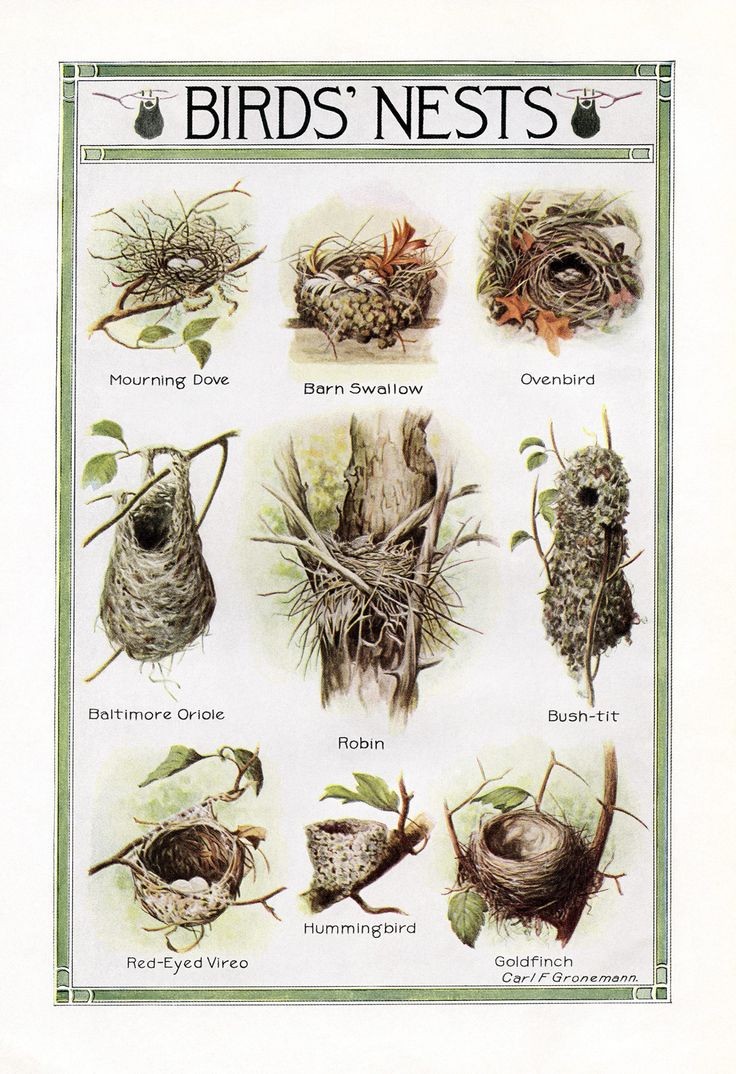 BIRDS' NESTS
Mourning Dove
Barn Swallow
Ovenbird
Baltimore Oriole
Robin
Bush-tit
Red-Eyed Vireo
Hummingbird
Goldfinch
Carl F Gronemann.